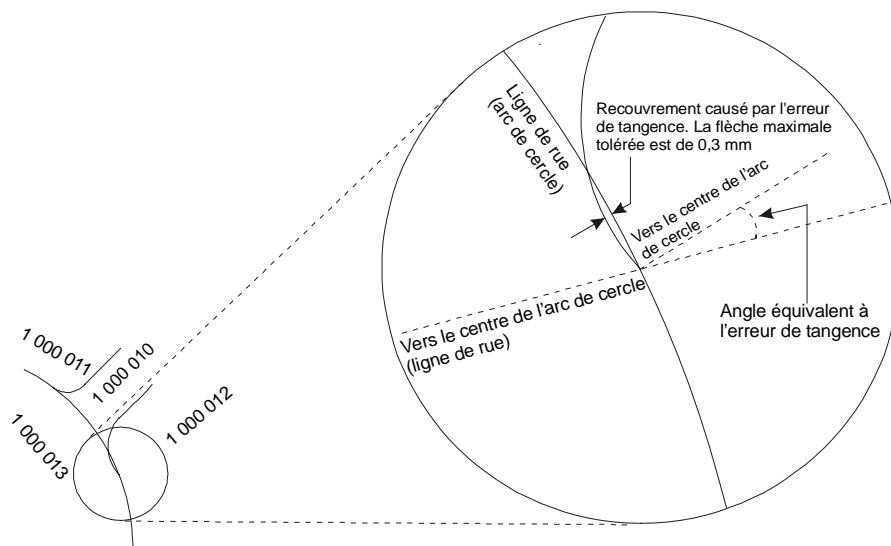 Ligne de rue
(arc de cercle)
Recouvrement causé par l'erreur
de tangence. La flèche maximale
tolérée est de 0,3 mm
Vers le centre de l'arc
de cercle
Vers le centre de l'arc de cercle
(ligne de rue)
Angle équivalent à
l'erreur de tangence
1 000 011
1 000 010
1 000 012
1 000 013